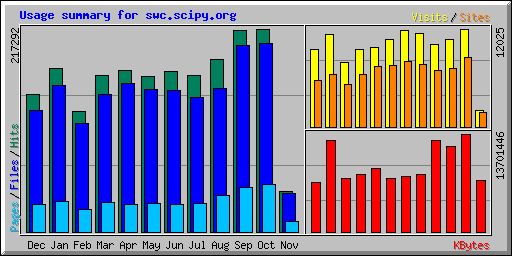 Usage summary for swc.scipy.org
Visits / Sites
217292
12025
Pages / Files / Hits
13701446
Dec Jan Feb Mar Apr May Jun Jul Aug Sep Oct Nov
KBytes